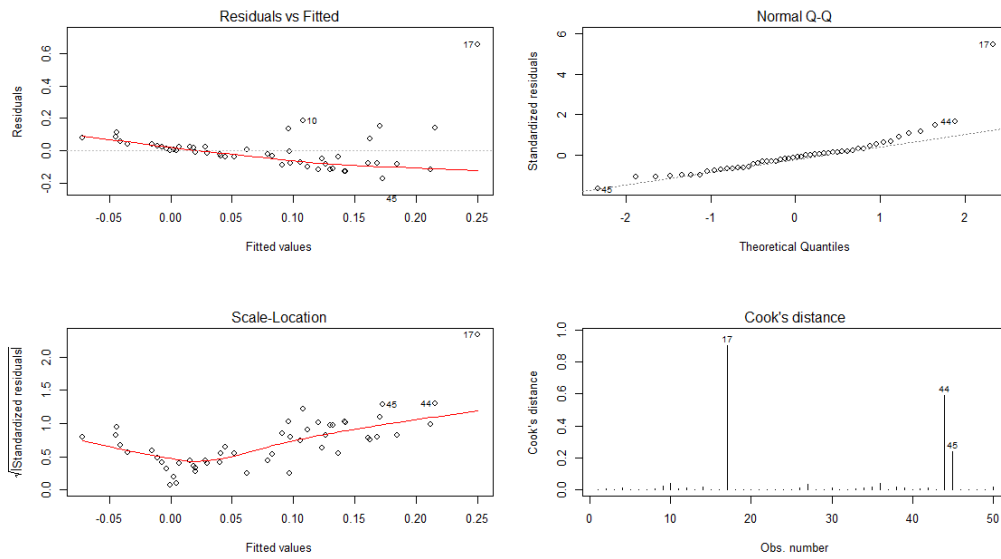 Residuals vs Fitted
Residuals
0.6
0.4
0.2
0.0
-0.2
17
10
45
-0.05 0.00 0.05 0.10 0.15 0.20 0.25
Fitted values
Normal Q-Q
Standardized residuals
6
4
2
0
17
44
45
-2 -1 0 1 2
Theoretical Quantiles
Scale-Location
√|Standardized residuals|
2.0
1.5
1.0
0.5
0.0
17
45
44
-0.05 0.00 0.05 0.10 0.15 0.20 0.25
Fitted values
Cook's distance
Cook's distance
1.0
0.8
0.6
0.4
0.2
0.0
17
44
45
0 10 20 30 40 50
Obs. number